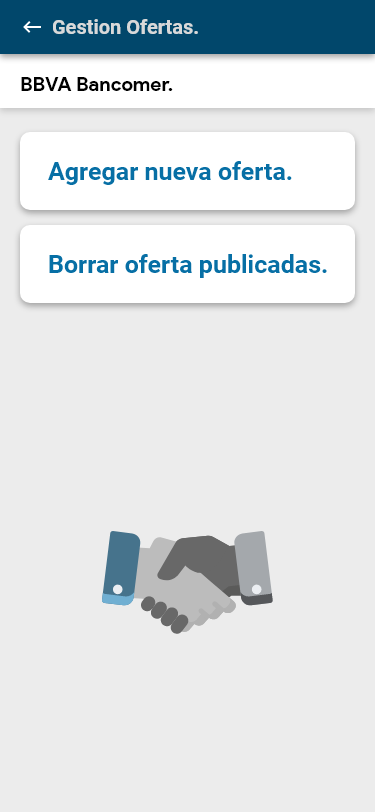 Gestion Ofertas.
BBVA Bancomer.
Agregar nueva oferta.
Borrar oferta publicadas.